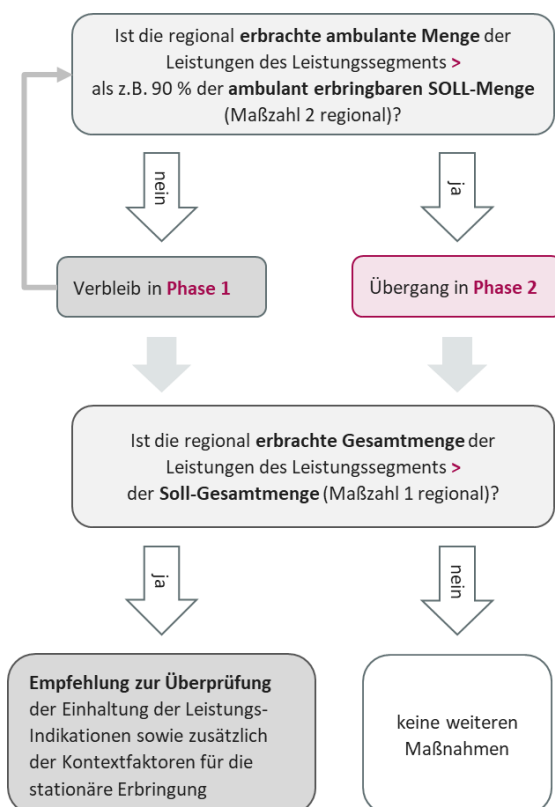 Ist die regional erbrachte ambulante Menge der
Leistungen des Leistungssegments >
als z.B. 90 % der ambulant erbringbaren SOLL-Menge
(Maßzahl 2 regional)?
nein
ja
Verbleib in Phase 1
Übergang in Phase 2
Ist die regional erbrachte Gesamtmenge der
Leistungen des Leistungssegments >
der Soll-Gesamtmenge (Maßzahl 1 regional)?
ja
nein
Empfehlung zur Überprüfung
der Einhaltung der Leistungs-
Indikationen sowie zusätzlich
der Kontextfaktoren für die
stationäre Erbringung
keine weiteren
Maßnahmen